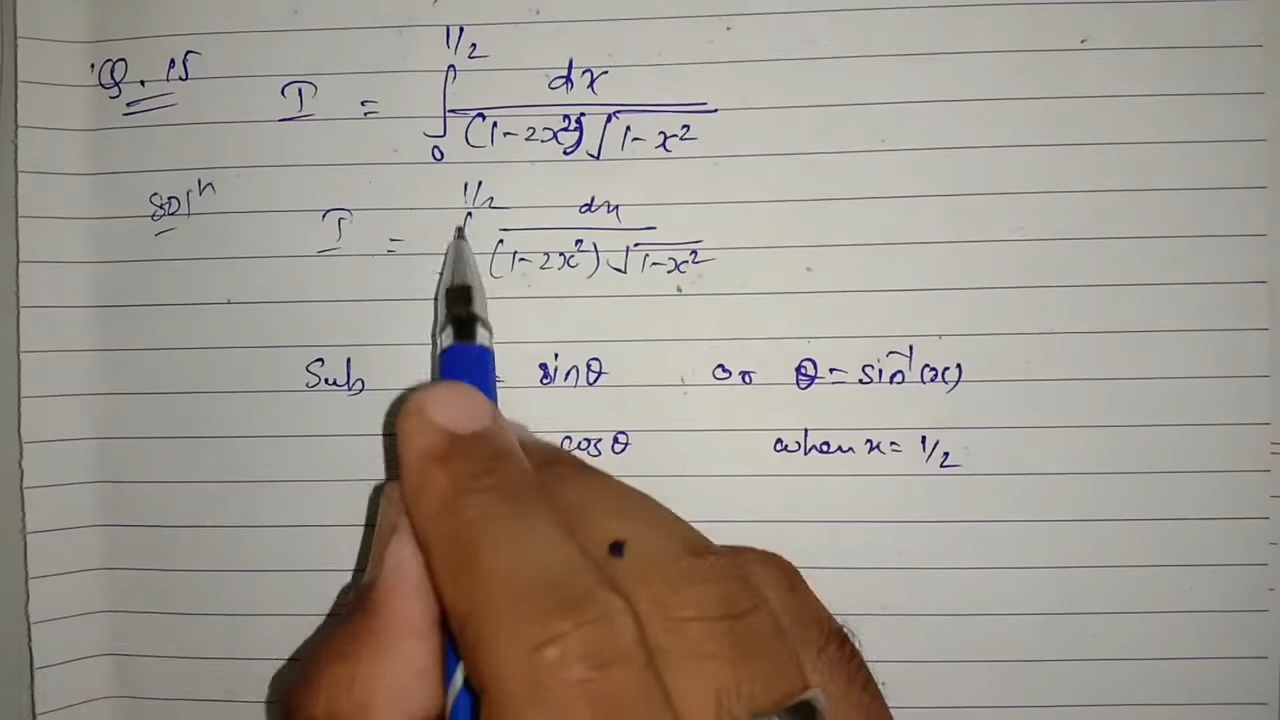 Q. 15 I = ∫₀^{1/2} dx / (1-2x²)√(1-x²)
Solⁿ I = ∫^{1/2} dx / (1-2x²)√(1-x²)
Sub = sinθ or θ = sin⁻¹(x)
cosθ when x = 1/2